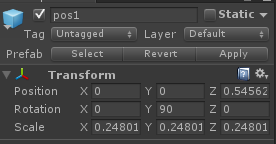 pos1 Static
Tag Untagged Layer Default
Prefab Select Revert Apply
Transform
Position X 0 Y 0 Z 0.54562
Rotation X 0 Y 90 Z 0
Scale X 0.24801 Y 0.24801 Z 0.24801